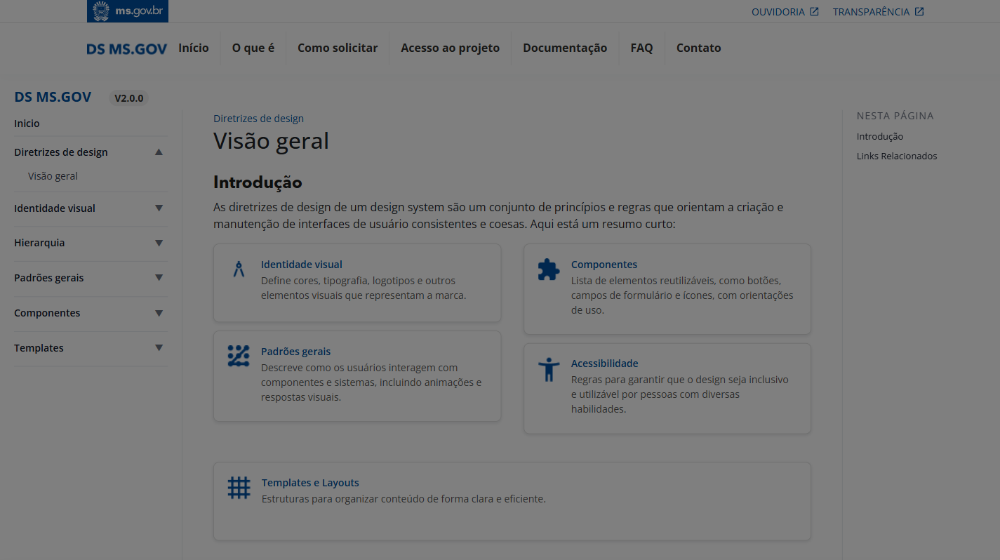 ms.gov.br
OUVIDORIA
TRANSPARÊNCIA
DS MS.GOV
Início
O que é
Como solicitar
Acesso ao projeto
Documentação
FAQ
Contato
DS MS.GOV
V2.0.0
Inicio
Diretrizes de design
Visão geral
Identidade visual
Hierarquia
Padrões gerais
Componentes
Templates
Diretrizes de design
Visão geral
Introdução
As diretrizes de design de um design system são um conjunto de princípios e regras que orientam a criação e
manutenção de interfaces de usuário consistentes e coesas. Aqui está um resumo curto:
Identidade visual
Define cores, tipografia, logotipos e outros
elementos visuais que representam a marca.
Componentes
Lista de elementos reutilizáveis, como botões,
campos de formulário e ícones, com orientações
de uso.
Padrões gerais
Descreve como os usuários interagem com
componentes e sistemas, incluindo animações e
respostas visuais.
Acessibilidade
Regras para garantir que o design seja inclusivo
e utilizável por pessoas com diversas
habilidades.
Templates e Layouts
Estruturas para organizar conteúdo de forma clara e eficiente.
NESTA PÁGINA
Introdução
Links Relacionados